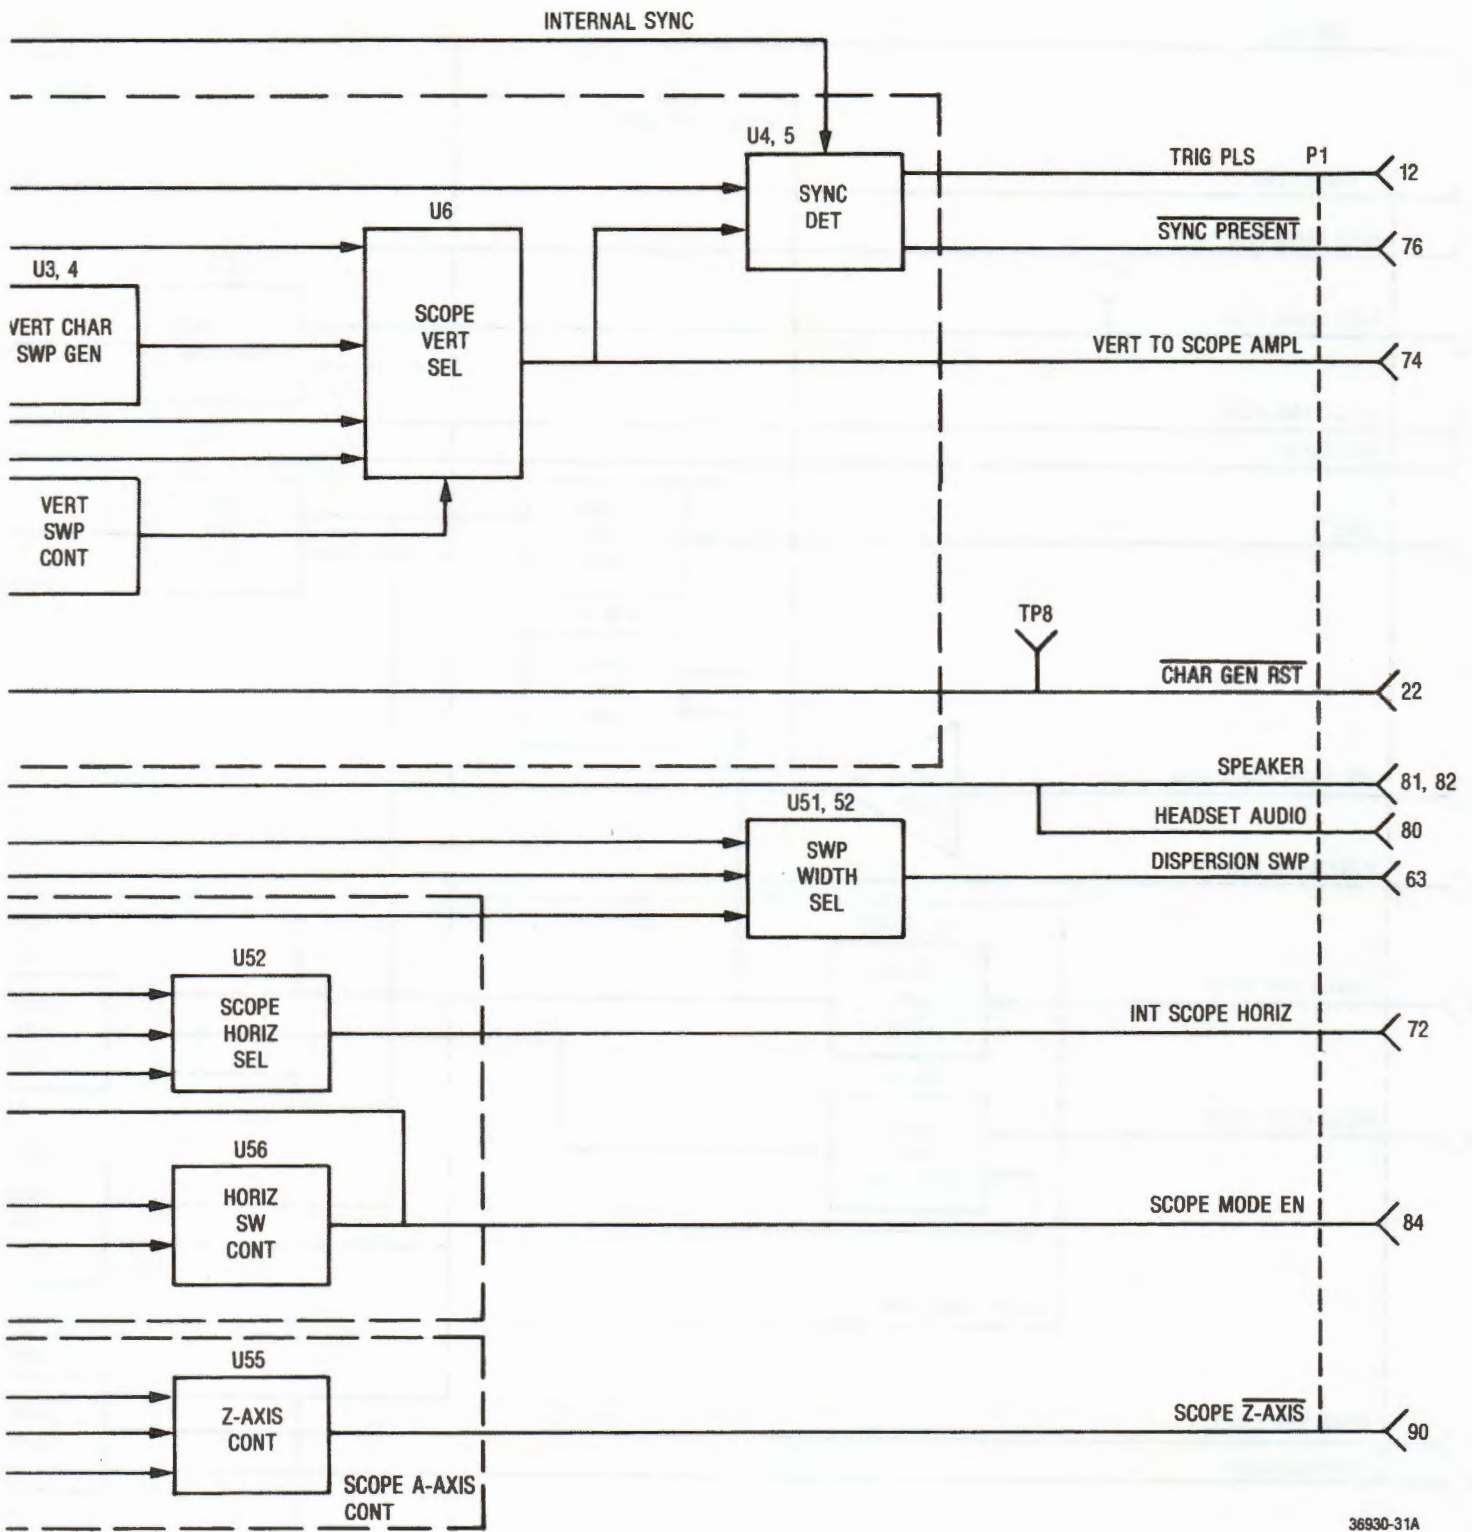 INTERNAL SYNC
U4, 5
SYNC
DET
TRIG PLS
P1
12
SYNC PRESENT
76
U6
SCOPE
VERT
SEL
U3, 4
VERT CHAR
SWP GEN
VERT TO SCOPE AMPL
74
VERT
SWP
CONT
TP8
CHAR GEN RST
22
SPEAKER
81, 82
HEADSET AUDIO
80
U51, 52
SWP
WIDTH
SEL
DISPERSION SWP
63
U52
SCOPE
HORIZ
SEL
INT SCOPE HORIZ
72
U56
HORIZ
SW
CONT
SCOPE MODE EN
84
U55
Z-AXIS
CONT
SCOPE Z-AXIS
90
SCOPE A-AXIS
CONT
36930-31A